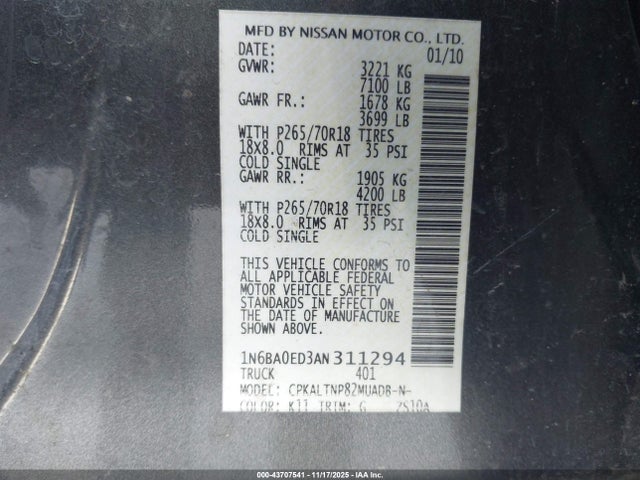 MFD BY NISSAN MOTOR CO., LTD.
DATE: 01/10
GVWR: 3221 KG
7100 LB
GAWR FR.: 1678 KG
3699 LB
WITH P265/70R18 TIRES
18X8.0 RIMS AT 35 PSI
COLD SINGLE
GAWR RR.: 1905 KG
4200 LB
WITH P265/70R18 TIRES
18X8.0 RIMS AT 35 PSI
COLD SINGLE
THIS VEHICLE CONFORMS TO
ALL APPLICABLE FEDERAL
MOTOR VEHICLE SAFETY
STANDARDS IN EFFECT ON
THE DATE OF MANUFACTURE
SHOWN ABOVE.
1N6BA0ED3AN311294
TRUCK 401
MODEL: CPKALTNP82MUADB-N-
COLOR: K11 TRIM: G ZS10A
000-43707541 - 11/17/2025 - IAA Inc.